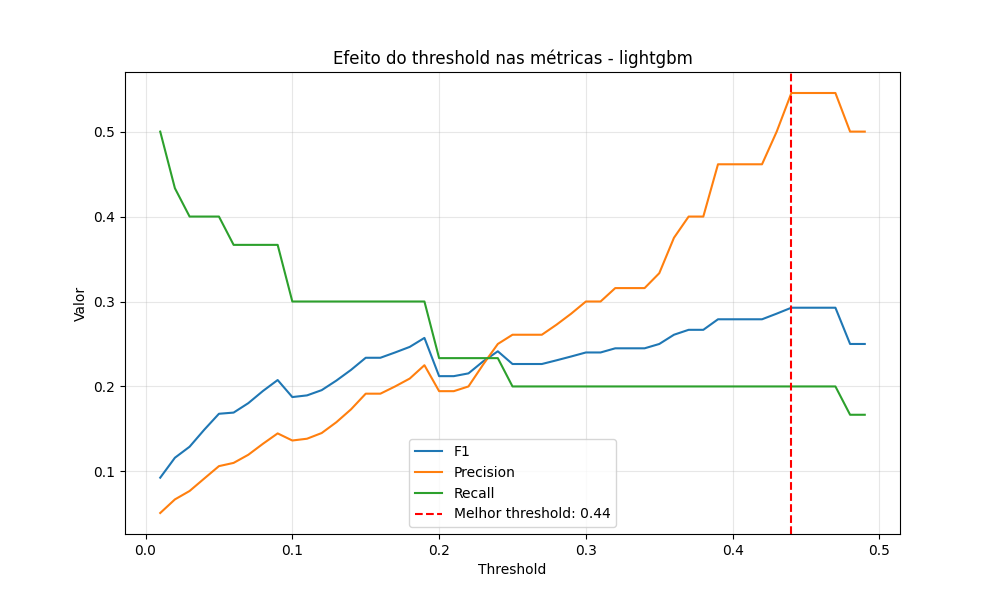 Efeito do threshold nas métricas - lightgbm
Valor
0.5
0.4
0.3
0.2
0.1
F1
Precision
Recall
Melhor threshold: 0.44
0.0 0.1 0.2 0.3 0.4 0.5
Threshold